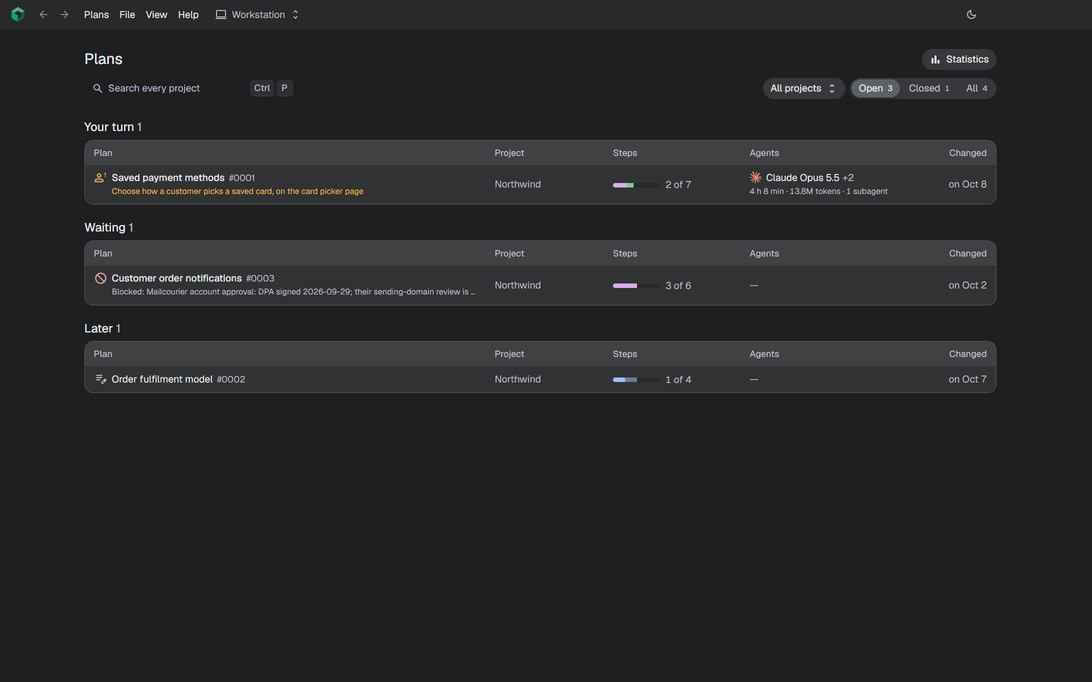 Plans File View Help Workstation
Plans
Statistics
Search every project Ctrl P
All projects Open 3 Closed 1 All 4
Your turn 1
Plan Project Steps Agents Changed
Saved payment methods #0001
Choose how a customer picks a saved card, on the card picker page
Northwind 2 of 7
Claude Opus 5.5 +2
4 h 8 min · 13.8M tokens · 1 subagent
on Oct 8
Waiting 1
Plan Project Steps Agents Changed
Customer order notifications #0003
Blocked: Mailcourier account approval: DPA signed 2026-09-29; their sending-domain review is …
Northwind 3 of 6 — on Oct 2
Later 1
Plan Project Steps Agents Changed
Order fulfilment model #0002 Northwind 1 of 4 — on Oct 7